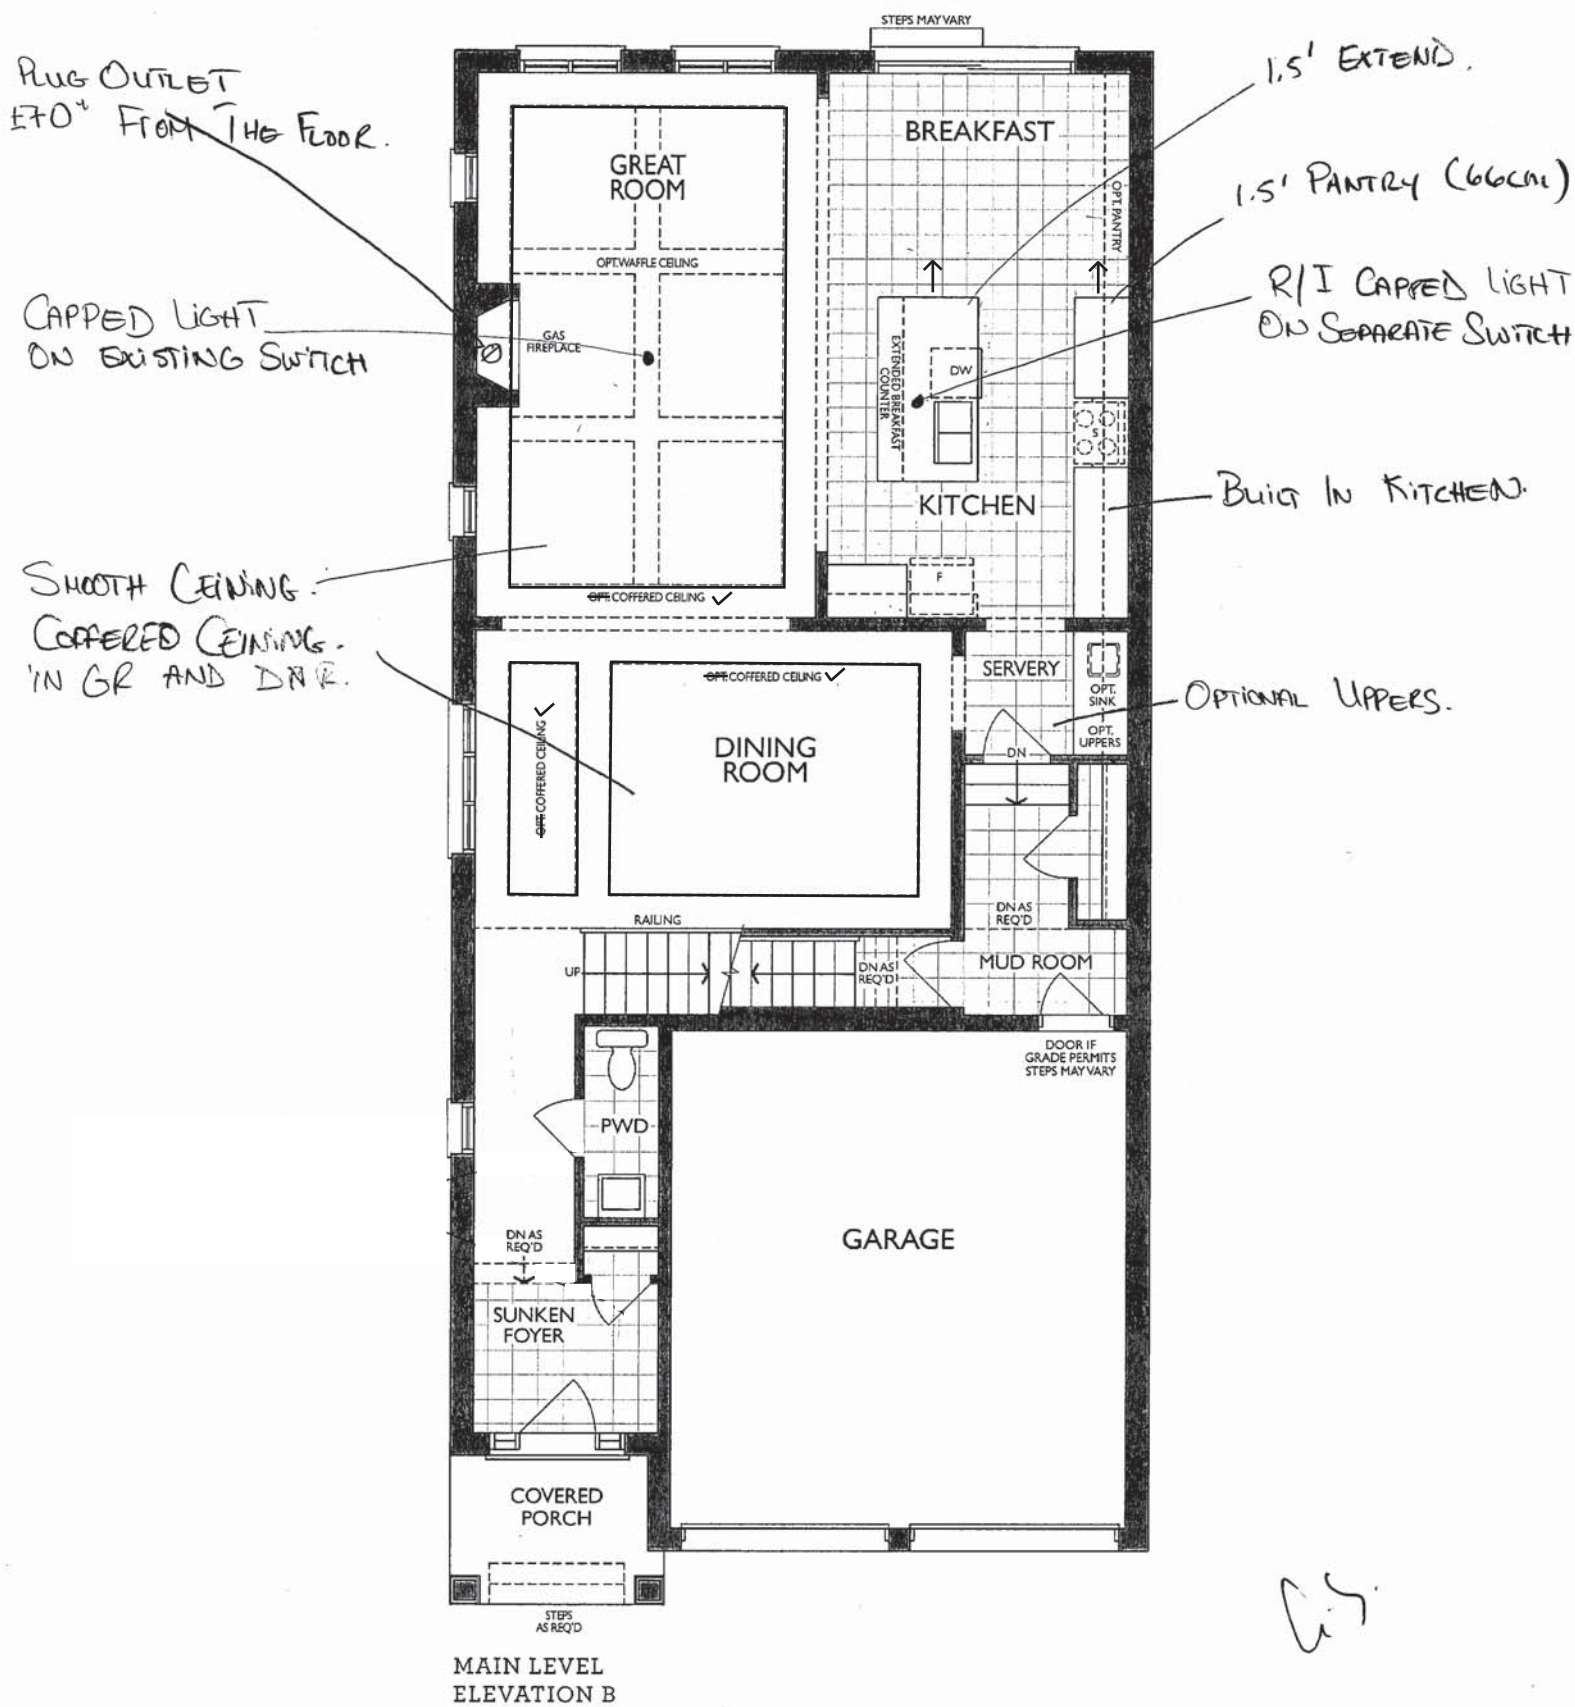 STEPS MAY VARY
PLUG OUTLET
±70" FROM THE FLOOR.
1.5' EXTEND.
BREAKFAST
GREAT
ROOM
OPT. PANTRY
1.5' PANTRY (66cm)
OPT. WAFFLE CEILING
R/I CAPPED LIGHT
ON SEPARATE SWITCH
CAPPED LIGHT
ON EXISTING SWITCH
GAS
FIREPLACE
EXTENDED BREAKFAST
COUNTER
DW
S
BUILT IN KITCHEN.
KITCHEN
F
SMOOTH CEINING.
COFFERED CEINING.
IN GR AND DNR.
OPT. COFFERED CEILING ✓
OPT. COFFERED CEILING ✓
OPT. COFFERED CEILING ✓
SERVERY
OPT.
SINK
OPT.
UPPERS
OPTIONAL UPPERS.
DINING
ROOM
DN
DN AS
REQ'D
RAILING
UP
DN AS
REQ'D
MUD ROOM
DOOR IF
GRADE PERMITS
STEPS MAY VARY
PWD
GARAGE
DN AS
REQ'D
SUNKEN
FOYER
COVERED
PORCH
STEPS
AS REQ'D
MAIN LEVEL
ELEVATION B